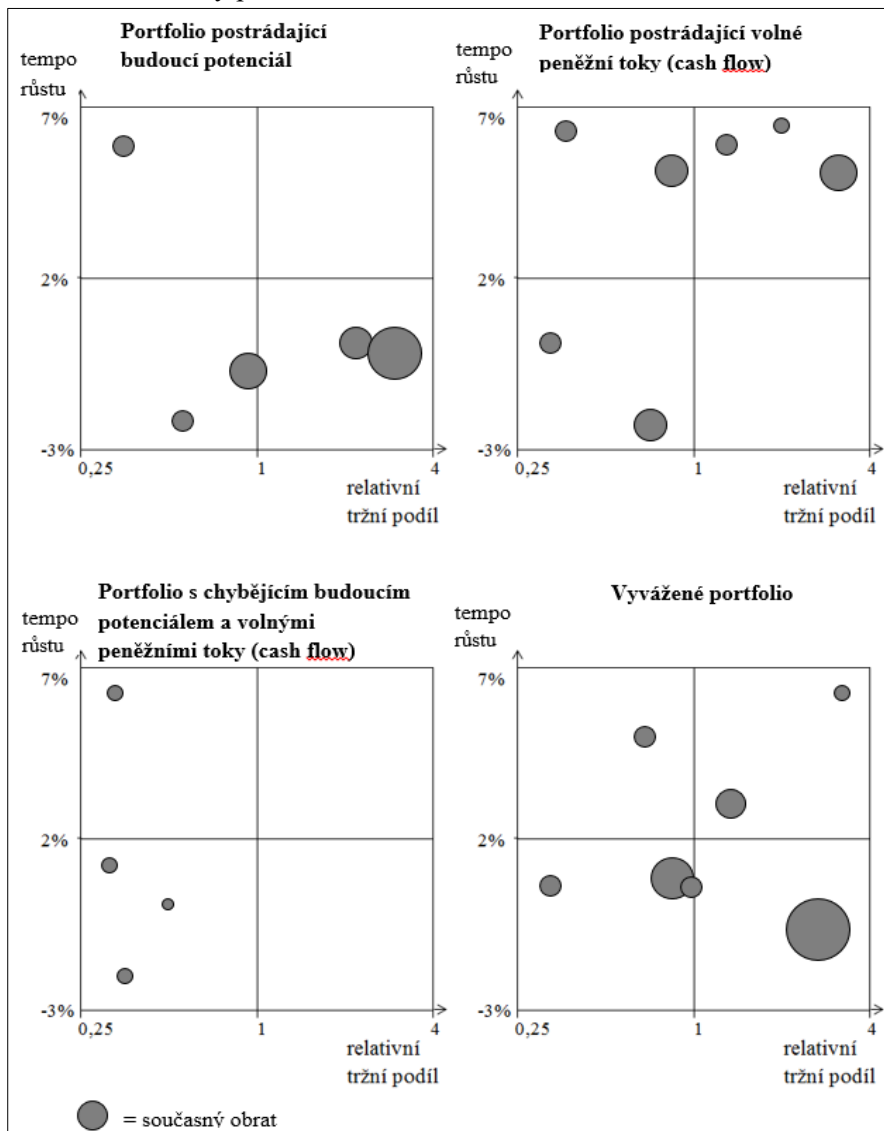 Portfolio postrádající
budoucí potenciál
tempo
růstu
7%
2%
-3%
0,25
1
4
relativní
tržní podíl
Portfolio postrádající volné
peněžní toky (cash flow)
tempo
růstu
7%
2%
-3%
0,25
1
4
relativní
tržní podíl
Portfolio s chybějícím budoucím
potenciálem a volnými
peněžními toky (cash flow)
tempo
růstu
7%
2%
-3%
0,25
1
4
relativní
tržní podíl
Vyvážené portfolio
tempo
růstu
7%
2%
-3%
0,25
1
4
relativní
tržní podíl
= současný obrat